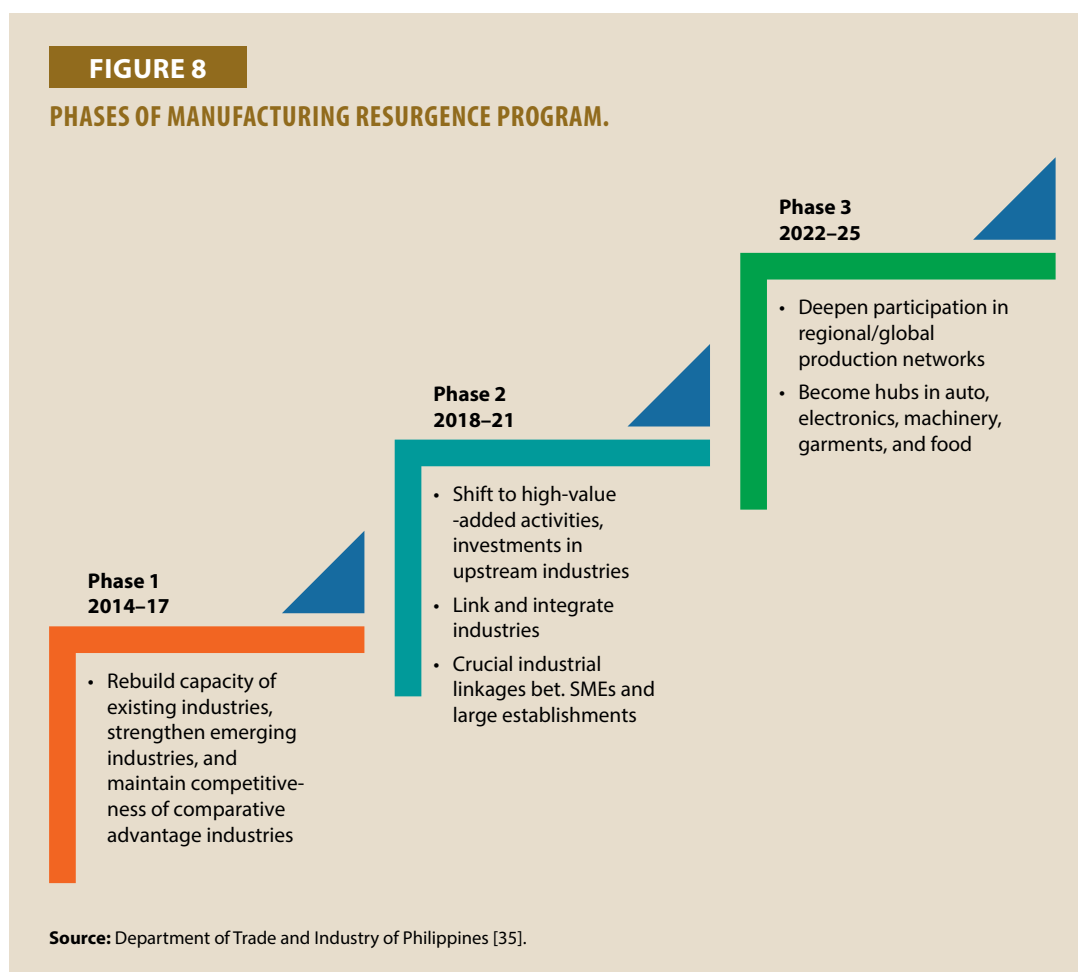 FIGURE 8
PHASES OF MANUFACTURING RESURGENCE PROGRAM.
Phase 1
2014–17
• Rebuild capacity of
existing industries,
strengthen emerging
industries, and
maintain competitive-
ness of comparative
advantage industries
Phase 2
2018–21
• Shift to high-value
-added activities,
investments in
upstream industries
• Link and integrate
industries
• Crucial industrial
linkages bet. SMEs and
large establishments
Phase 3
2022–25
• Deepen participation in
regional/global
production networks
• Become hubs in auto,
electronics, machinery,
garments, and food
Source: Department of Trade and Industry of Philippines [35].